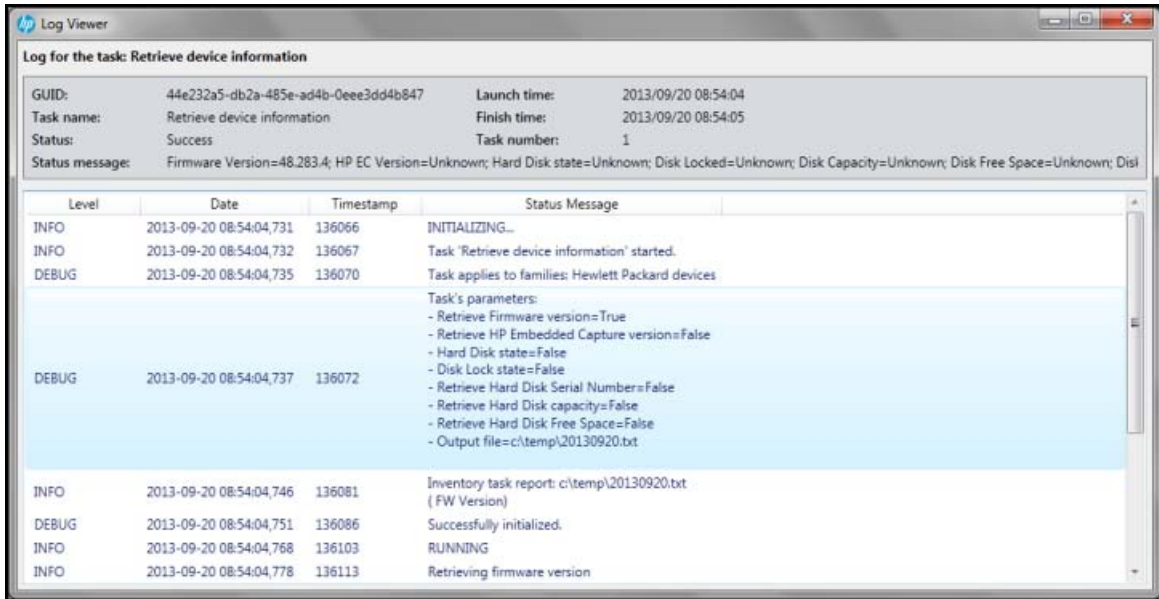 hp Log Viewer
Log for the task: Retrieve device information
GUID: 44e232a5-db2a-485e-ad4b-0eee3dd4b847 Launch time: 2013/09/20 08:54:04
Task name: Retrieve device information Finish time: 2013/09/20 08:54:05
Status: Success Task number: 1
Status message: Firmware Version=48.283.4; HP EC Version=Unknown; Hard Disk state=Unknown; Disk Locked=Unknown; Disk Capacity=Unknown; Disk Free Space=Unknown; Disl
Level Date Timestamp Status Message
INFO 2013-09-20 08:54:04,731 136066 INITIALIZING...
INFO 2013-09-20 08:54:04,732 136067 Task 'Retrieve device information' started.
DEBUG 2013-09-20 08:54:04,735 136070 Task applies to families: Hewlett Packard devices
Task's parameters:
- Retrieve Firmware version=True
- Retrieve HP Embedded Capture version=False
- Hard Disk state=False
DEBUG 2013-09-20 08:54:04,737 136072 - Disk Lock state=False
- Retrieve Hard Disk Serial Number=False
- Retrieve Hard Disk capacity=False
- Retrieve Hard Disk Free Space=False
- Output file=c:\temp\20130920.txt
INFO 2013-09-20 08:54:04,746 136081 Inventory task report: c:\temp\20130920.txt
( FW Version)
DEBUG 2013-09-20 08:54:04,751 136086 Successfully initialized.
INFO 2013-09-20 08:54:04,768 136103 RUNNING
INFO 2013-09-20 08:54:04,778 136113 Retrieving firmware version